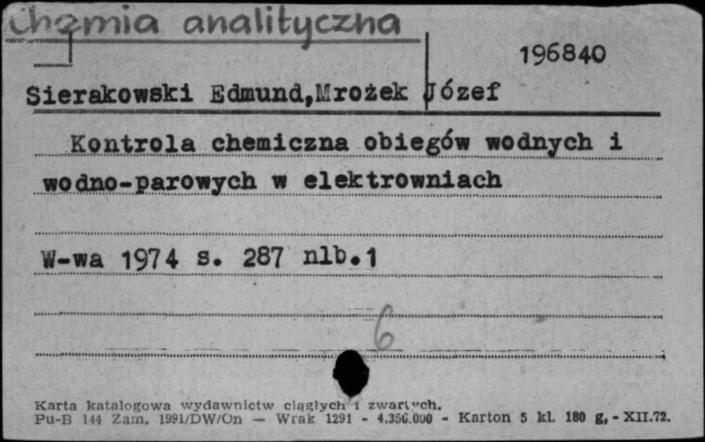 Chemia analityczna
196840
Sierakowski Edmund,Mrożek Józef
Kontrola chemiczna obiegów wodnych i
wodno-parowych w elektrowniach
W-wa 1974 s. 287 nlb.1
6
Karta katalogowa wydawnictw ciągłych i zwartych.
Pu-B 144 Zam. 1991/DW/On — Wrak 1291 - 4.356.000 - Karton 5 kl. 180 g, - XII.72.